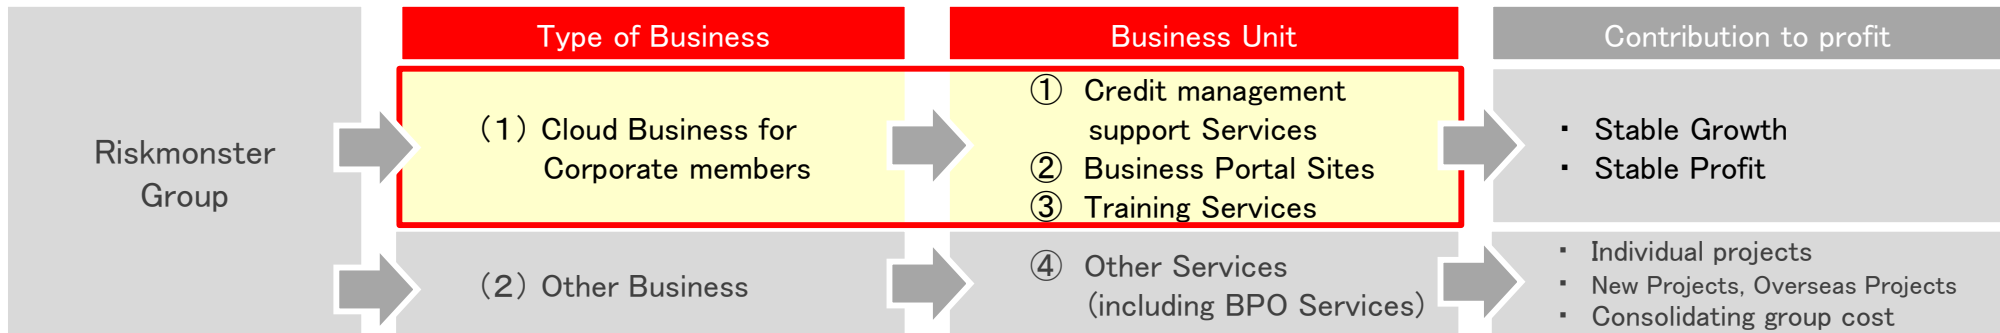 Type of Business
Business Unit
Contribution to profit
Riskmonster
Group
（1）Cloud Business for
Corporate members
① Credit management
support Services
② Business Portal Sites
③ Training Services
・ Stable Growth
・ Stable Profit
（2）Other Business
④ Other Services
(including BPO Services)
・ Individual projects
・ New Projects, Overseas Projects
・ Consolidating group cost